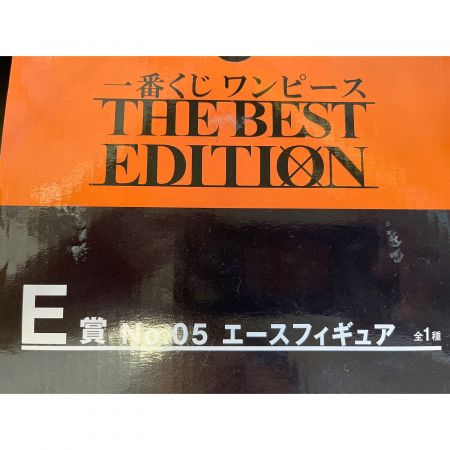 一番くじ ワンピース
THE BEST
EDITION
E賞 No.05 エースフィギュア 全1種